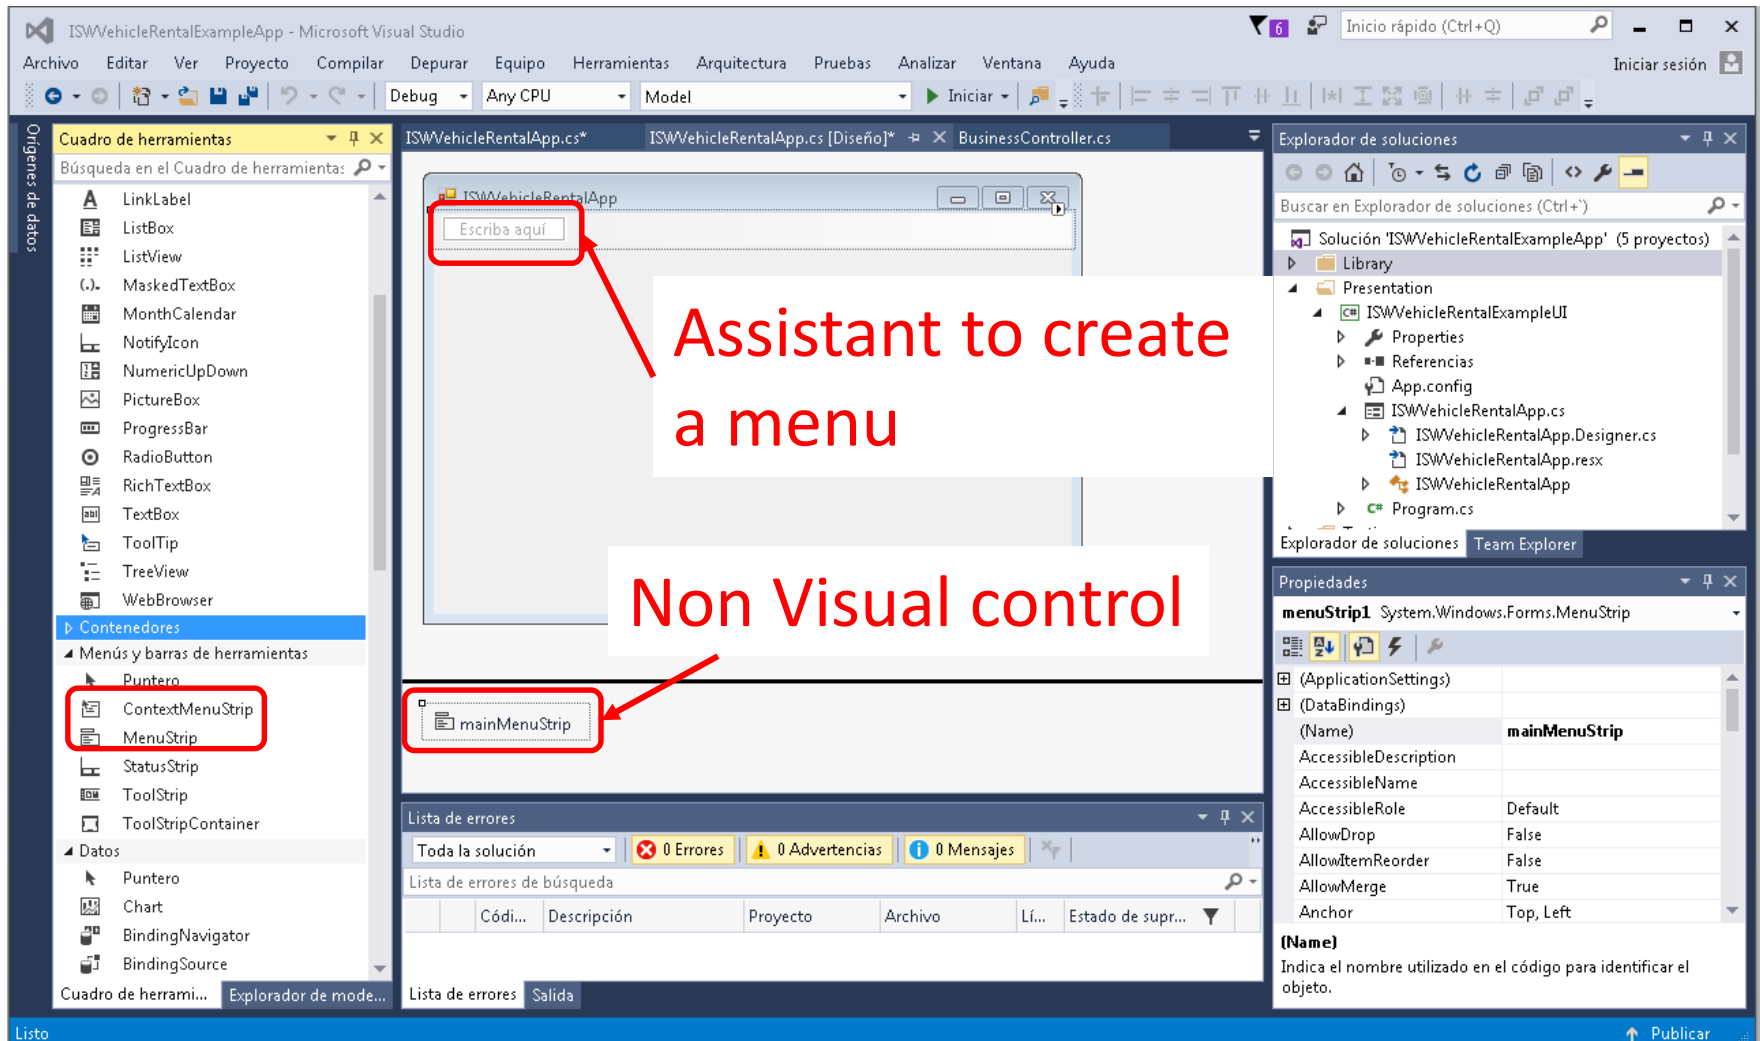 ISWVehicleRentalExampleApp - Microsoft Visual Studio
6
Inicio rápido (Ctrl+Q)
Archivo Editar Ver Proyecto Compilar Depurar Equipo Herramientas Arquitectura Pruebas Analizar Ventana Ayuda
Iniciar sesión
Debug Any CPU Model Iniciar
Orígenes de datos
Cuadro de herramientas
Búsqueda en el Cuadro de herramienta:
LinkLabel
ListBox
ListView
MaskedTextBox
MonthCalendar
NotifyIcon
NumericUpDown
PictureBox
ProgressBar
RadioButton
RichTextBox
TextBox
ToolTip
TreeView
WebBrowser
Contenedores
Menús y barras de herramientas
Puntero
ContextMenuStrip
MenuStrip
StatusStrip
ToolStrip
ToolStripContainer
Datos
Puntero
Chart
BindingNavigator
BindingSource
Cuadro de herrami... Explorador de mode...
ISWVehicleRentalApp.cs* ISWVehicleRentalApp.cs [Diseño]* BusinessController.cs
ISWVehicleRentalApp
Escriba aquí
Assistant to create
a menu
Non Visual control
mainMenuStrip
Lista de errores
Toda la solución 0 Errores 0 Advertencias 0 Mensajes
Lista de errores de búsqueda
Códi... Descripción Proyecto Archivo Lí... Estado de supr...
Lista de errores Salida
Explorador de soluciones
Buscar en Explorador de soluciones (Ctrl+`)
Solución 'ISWVehicleRentalExampleApp' (5 proyectos)
Library
Presentation
C# ISWVehicleRentalExampleUI
Properties
Referencias
App.config
ISWVehicleRentalApp.cs
ISWVehicleRentalApp.Designer.cs
ISWVehicleRentalApp.resx
ISWVehicleRentalApp
C# Program.cs
Explorador de soluciones Team Explorer
Propiedades
menuStrip1 System.Windows.Forms.MenuStrip
(ApplicationSettings)
(DataBindings)
(Name) mainMenuStrip
AccessibleDescription
AccessibleName
AccessibleRole Default
AllowDrop False
AllowItemReorder False
AllowMerge True
Anchor Top, Left
(Name)
Indica el nombre utilizado en el código para identificar el
objeto.
Listo
Publicar